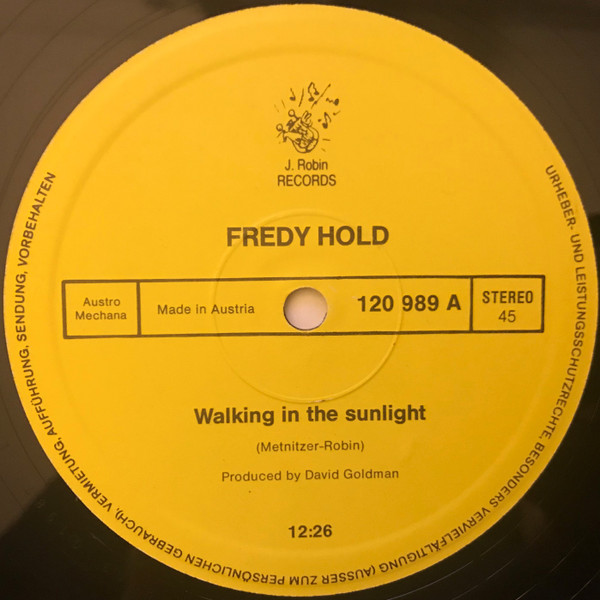 J. Robin
RECORDS
FREDY HOLD
Austro
Mechana
Made in Austria
120 989 A
STEREO
45
Walking in the sunlight
(Metnitzer-Robin)
Produced by David Goldman
12:26
URHEBER- UND LEISTUNGSSCHUTZRECHTE, BESONDERS VERVIELFÄLTIGUNG (AUSSER ZUM PERSÖNLICHEN GEBRAUCH), VERMIETUNG, AUFFÜHRUNG, SENDUNG, VORBEHALTEN